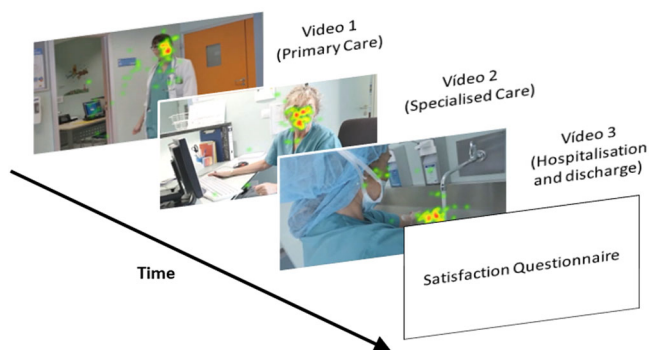 Video 1
(Primary Care)
Vídeo 2
(Specialised Care)
Vídeo 3
(Hospitalisation
and discharge)
Satisfaction Questionnaire
Time